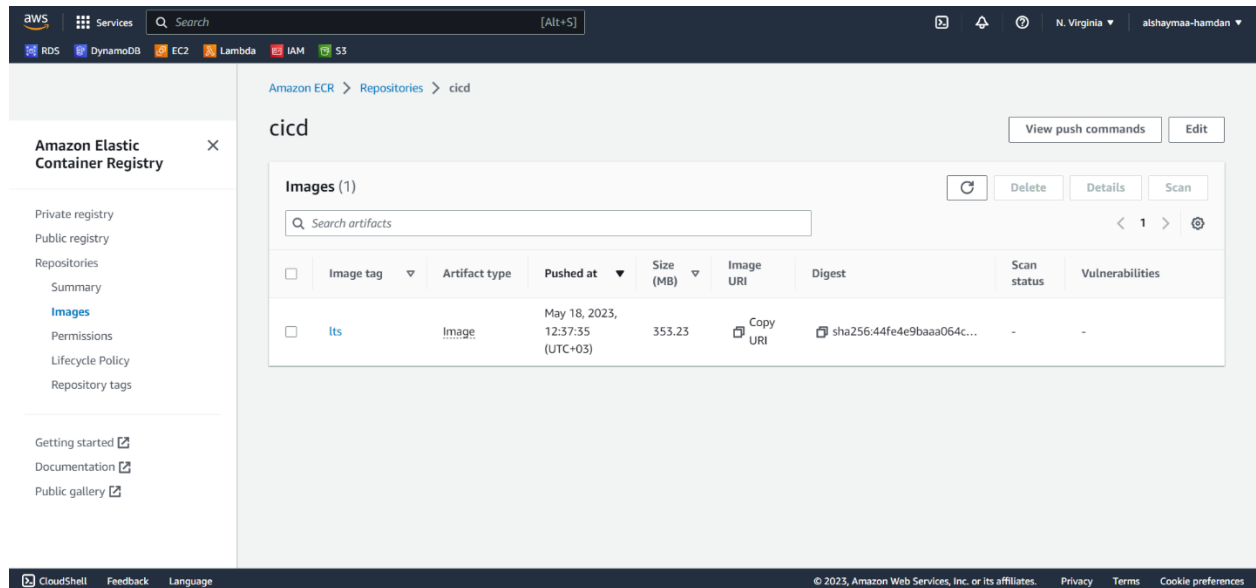 aws Services Search [Alt+S] N. Virginia alshaymaa-hamdan
RDS DynamoDB EC2 Lambda IAM S3
Amazon ECR > Repositories > cicd
cicd
View push commands Edit
Amazon Elastic
Container Registry
Private registry
Public registry
Repositories
Summary
Images
Permissions
Lifecycle Policy
Repository tags
Getting started
Documentation
Public gallery
Images (1)
Delete Details Scan
Search artifacts
< 1 >
Image tag Artifact type Pushed at Size
(MB) Image
URI Digest Scan
status Vulnerabilities
lts Image May 18, 2023,
12:37:35
(UTC+03) 353.23 Copy
URI sha256:44fe4e9baaa064c... - -
CloudShell Feedback Language © 2023, Amazon Web Services, Inc. or its affiliates. Privacy Terms Cookie preferences